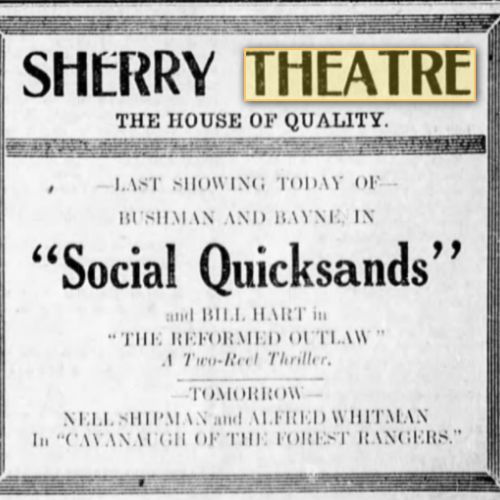 SHERRY THEATRE
THE HOUSE OF QUALITY.
—LAST SHOWING TODAY OF—
BUSHMAN AND BAYNE, IN
“Social Quicksands”
and BILL HART in
“THE REFORMED OUTLAW”
A Two-Reel Thriller.
—TOMORROW—
NELL SHIPMAN and ALFRED WHITMAN
In “CAVANAUGH OF THE FOREST RANGERS.”